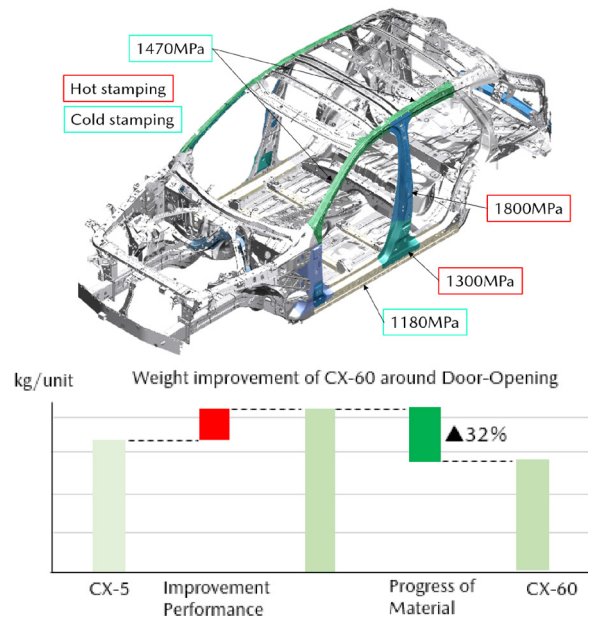 1470MPa
Hot stamping
Cold stamping
1800MPa
1300MPa
1180MPa
kg/unit
Weight improvement of CX-60 around Door-Opening
▲32%
CX-5
Improvement
Performance
Progress of
Material
CX-60